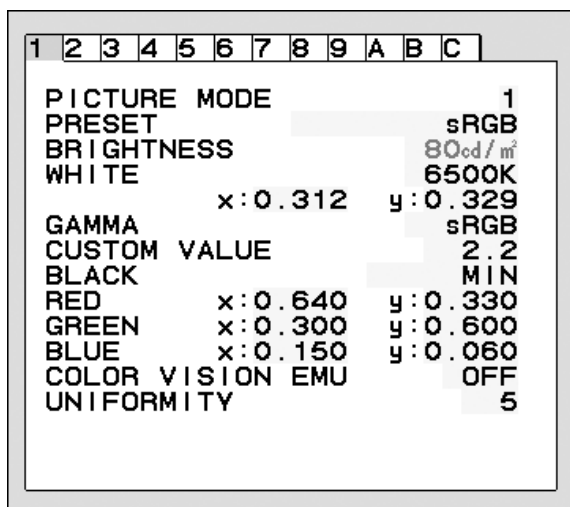 1 2 3 4 5 6 7 8 9 A B C
PICTURE MODE 1
PRESET sRGB
BRIGHTNESS 80cd/㎡
WHITE 6500K
x:0.312 y:0.329
GAMMA sRGB
CUSTOM VALUE 2.2
BLACK MIN
RED x:0.640 y:0.330
GREEN x:0.300 y:0.600
BLUE x:0.150 y:0.060
COLOR VISION EMU OFF
UNIFORMITY 5